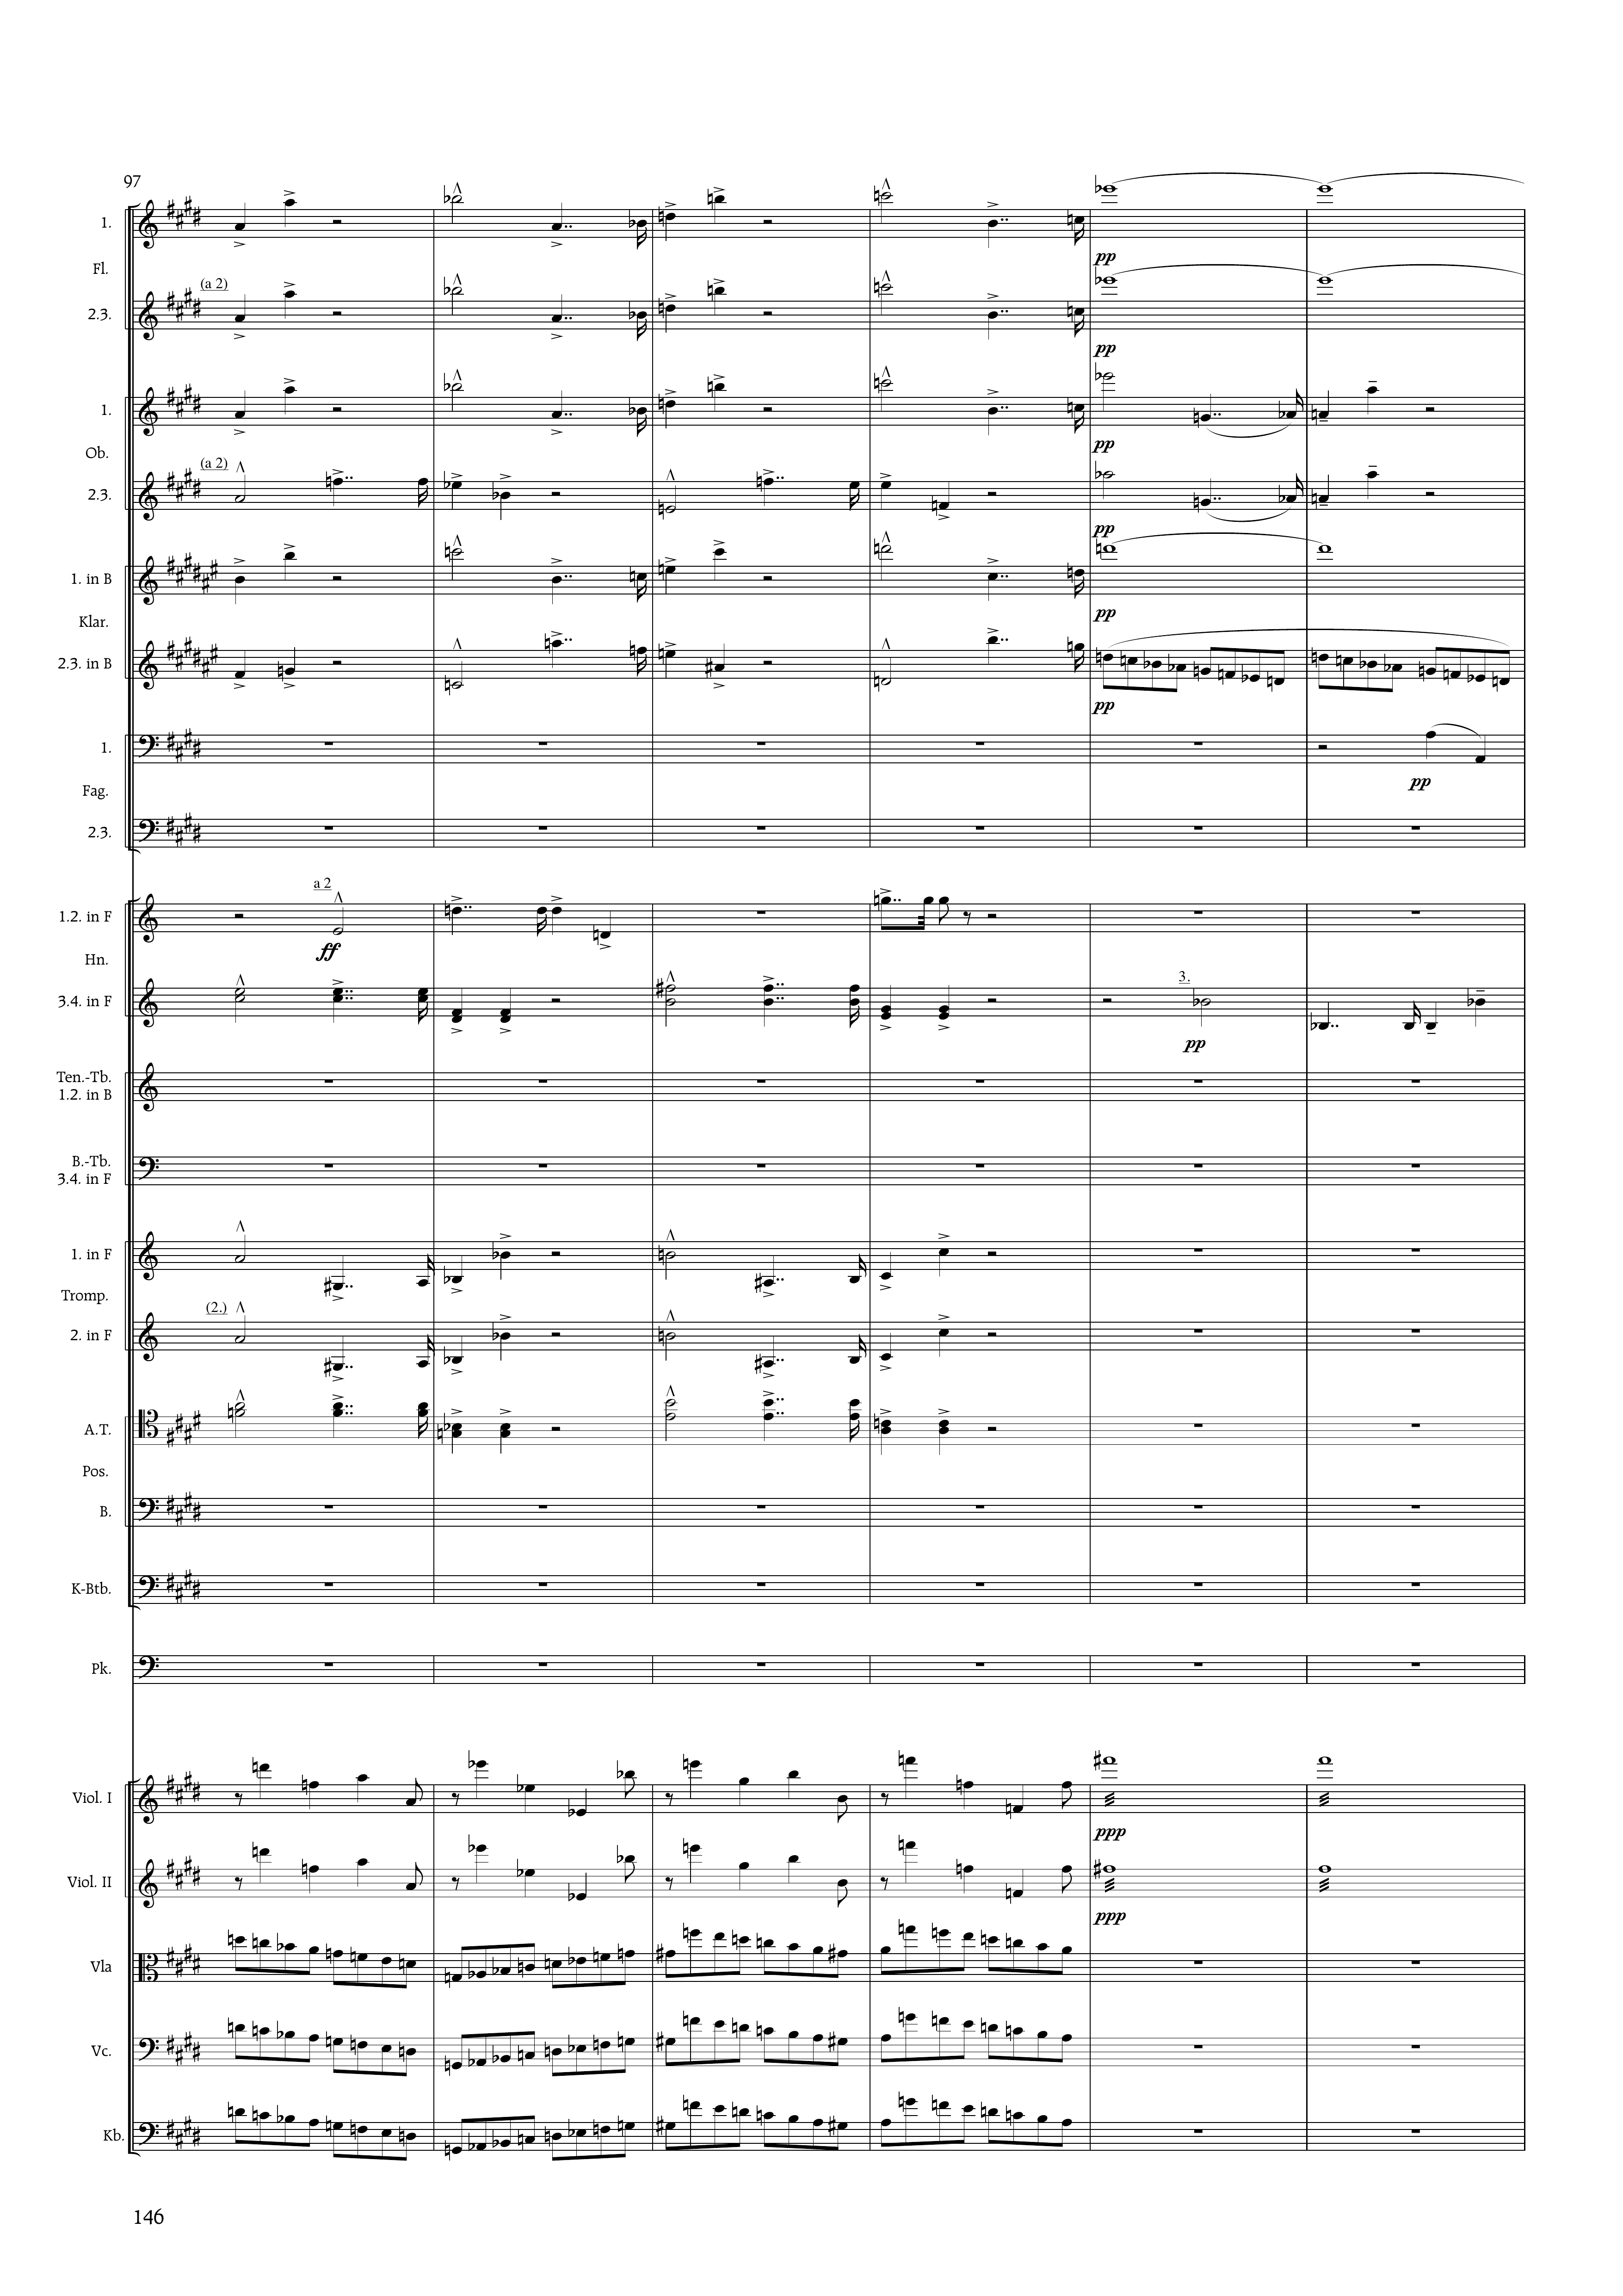 97
1.
Fl.
(a 2)
2.3.
pp
pp
1.
Ob.
pp
(a 2)
2.3.
pp
1. in B
Klar.
pp
2.3. in B
pp
1.
Fag.
pp
2.3.
a 2
1.2. in F
ff
Hn.
3.
3.4. in F
pp
Ten.-Tb.
1.2. in B
B.-Tb.
3.4. in F
1. in F
Tromp.
(2.)
2. in F
A.T.
Pos.
B.
K-Btb.
Pk.
Viol. I
ppp
Viol. II
ppp
Vla
Vc.
Kb.
146